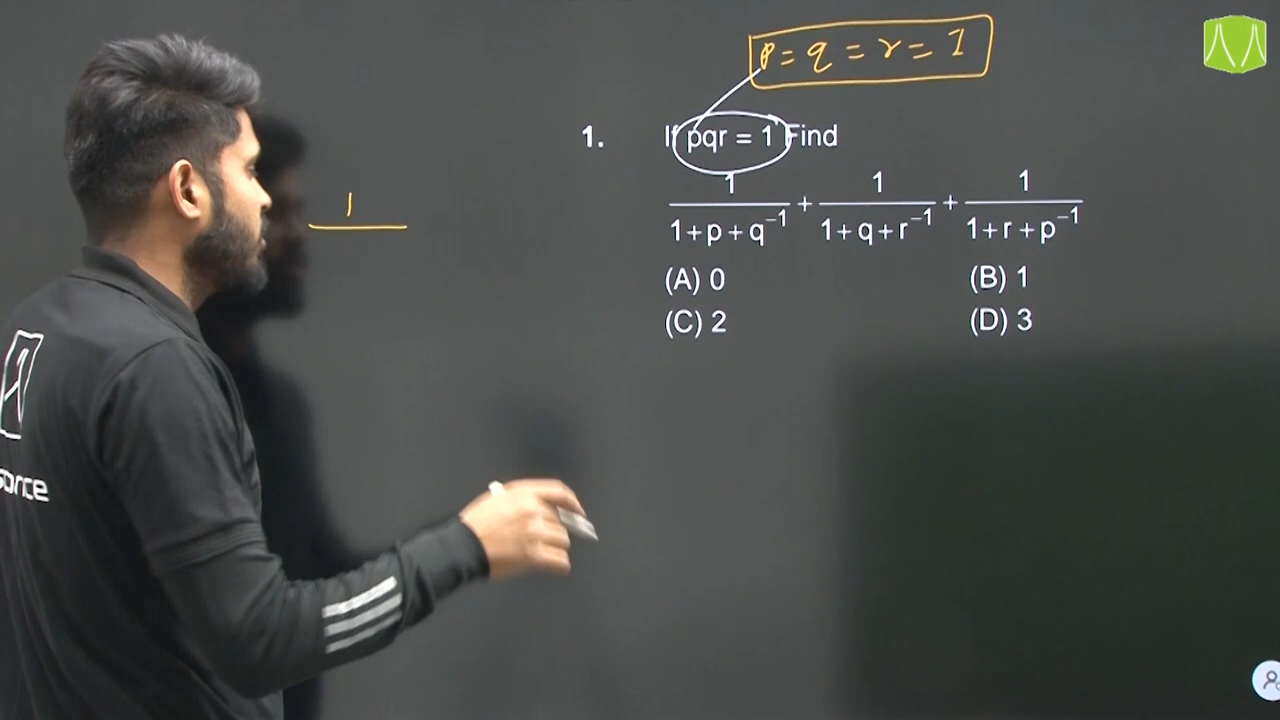 p = q = r = 1
1. If pqr = 1 Find
1/(1+p+q⁻¹) + 1/(1+q+r⁻¹) + 1/(1+r+p⁻¹)
(A) 0 (B) 1
(C) 2 (D) 3
1